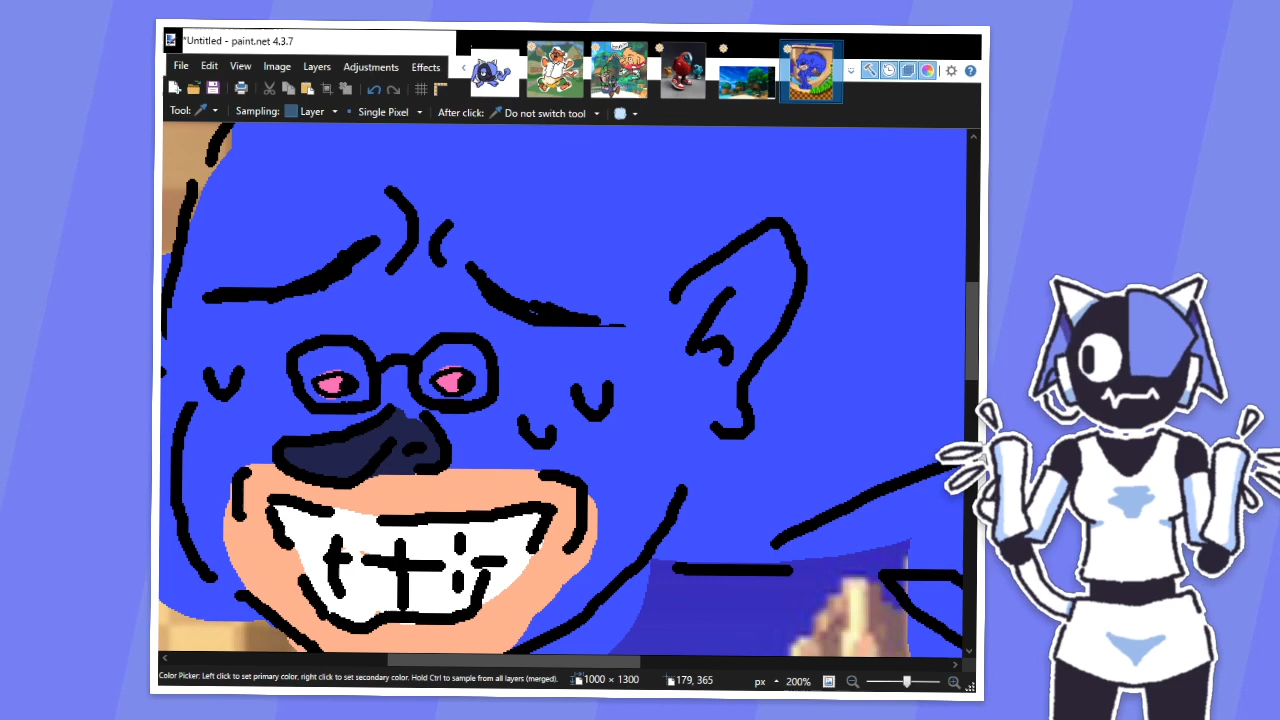 *Untitled - paint.net 4.3.7
File Edit View Image Layers Adjustments Effects
Tool: Sampling: Layer Single Pixel After click: Do not switch tool
Color Picker: Left click to set primary color, right click to set secondary color. Hold Ctrl to sample from all layers (merged). 1000 × 1300 179, 365 px 200%